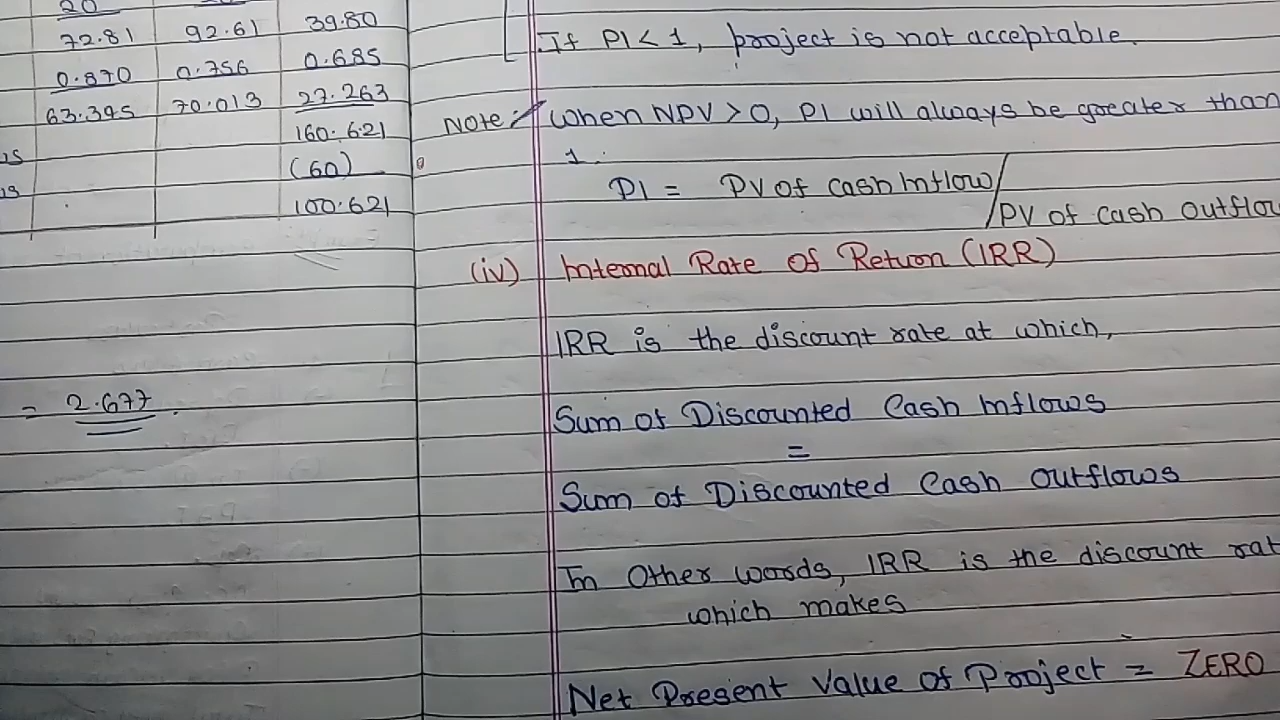 20
72.81 92.61 39.80
0.870 0.756 0.685
63.345 70.013 27.263
160.621
(60)
100.621
= 2.677.
If PI < 1, project is not acceptable.
Note:- When NPV > 0, PI will always be greater than
1.
PI = PV of cash Inflow/
PV of cash outflow
(iv) Internal Rate Of Return (IRR)
IRR is the discount rate at which,
Sum of Discounted Cash Inflows
=
Sum of Discounted Cash Outflows
In Other words, IRR is the discount rat
which makes
Net Present Value of Project = ZERO